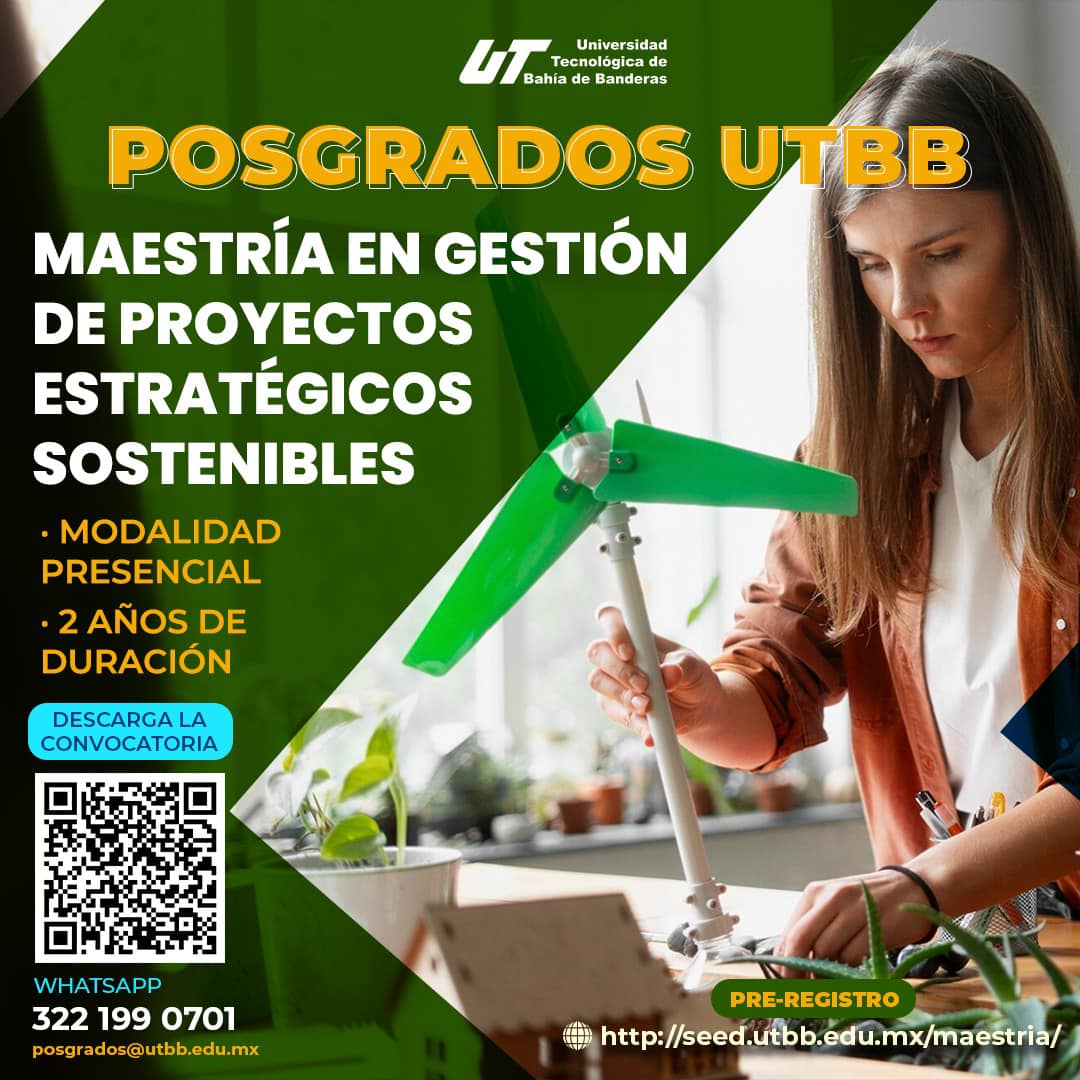 UT
Universidad
Tecnológica de
Bahía de Banderas
POSGRADOS UTBB
MAESTRÍA EN GESTIÓN
DE PROYECTOS
ESTRATÉGICOS
SOSTENIBLES
· MODALIDAD
PRESENCIAL
· 2 AÑOS DE
DURACIÓN
DESCARGA LA
CONVOCATORIA
WHATSAPP
322 199 0701
posgrados@utbb.edu.mx
PRE-REGISTRO
http://seed.utbb.edu.mx/maestria/